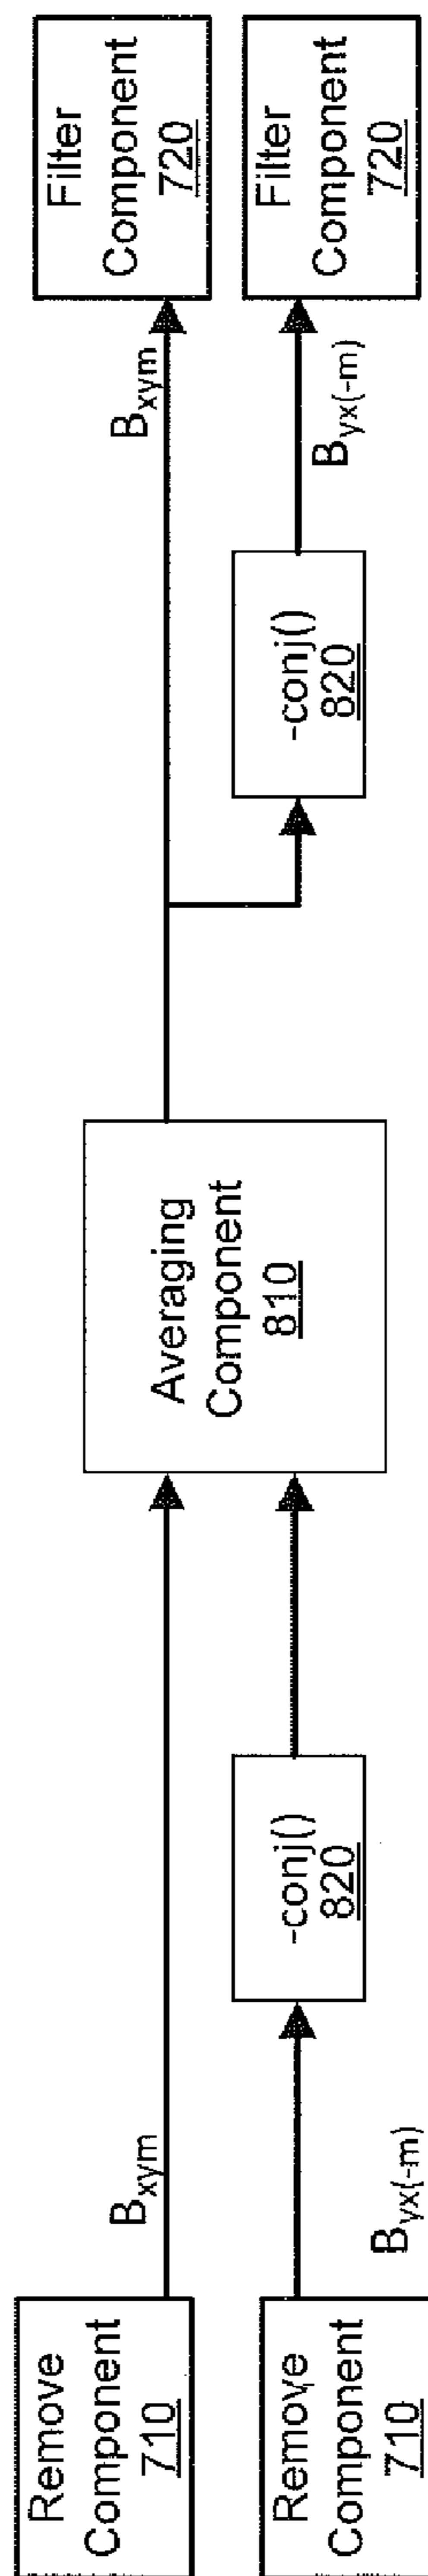 Remove
Component
710
B_xym
Remove
Component
710
B_yx(-m)
-conj()
820
Averaging
Component
810
-conj()
820
B_xym
B_yx(-m)
Filter
Component
720
Filter
Component
720